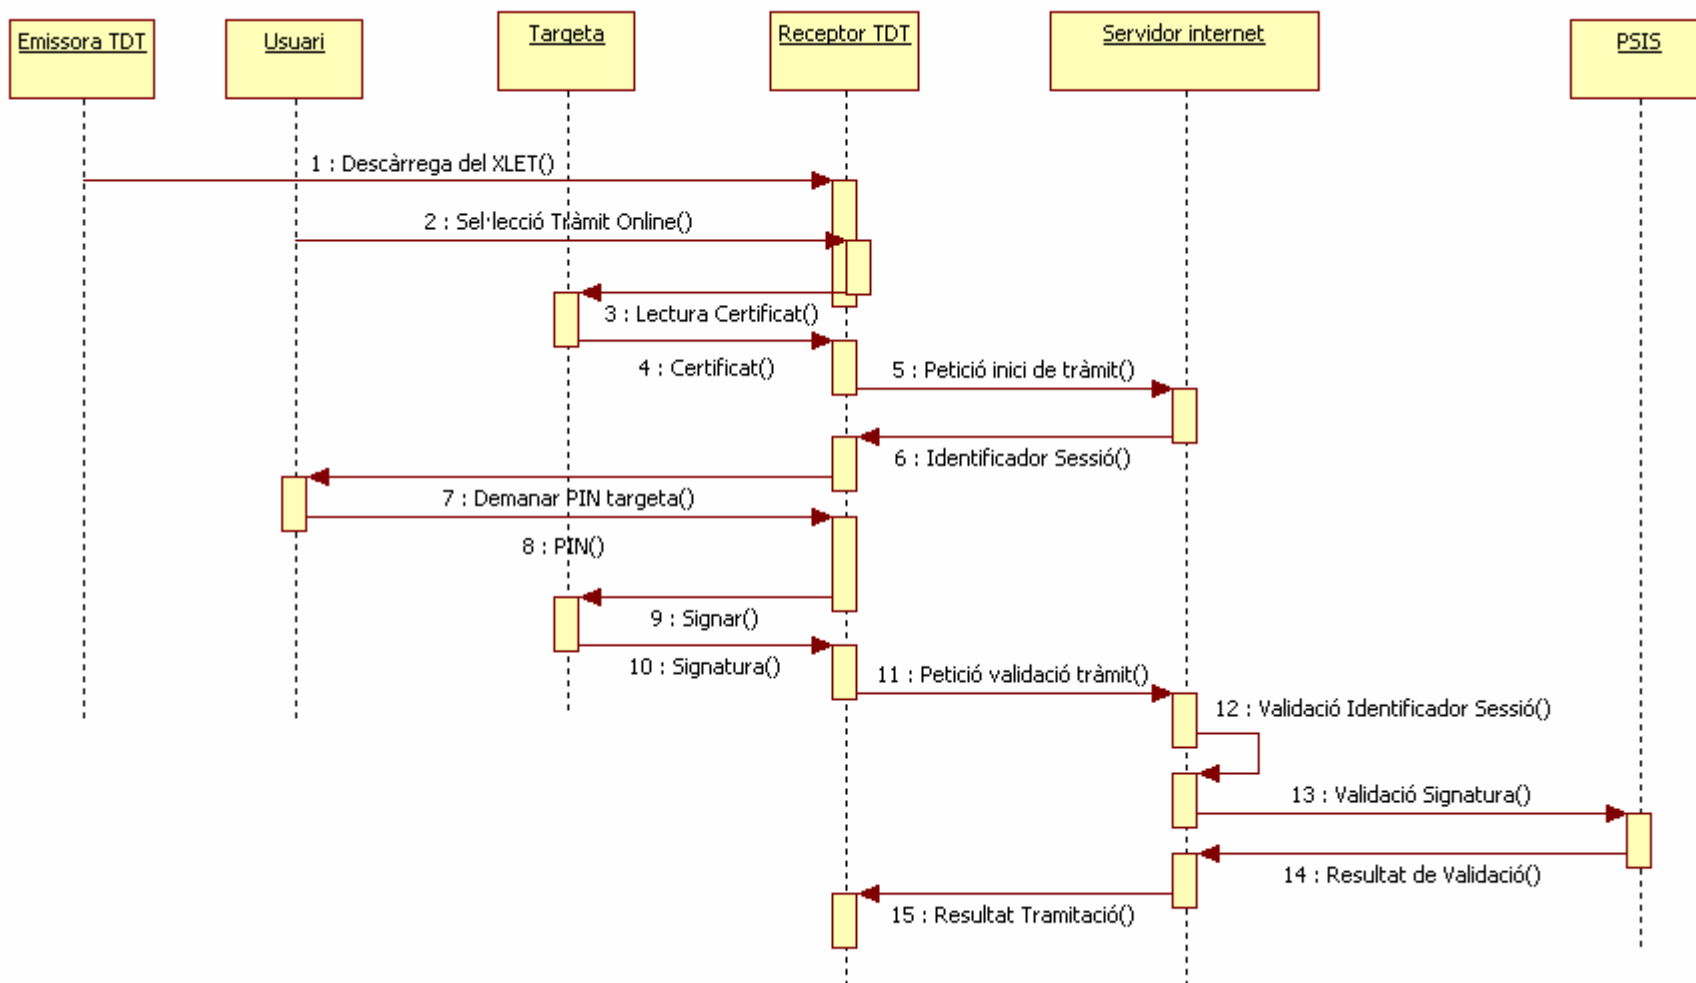 Emissora TDT
Usuari
Targeta
Receptor TDT
Servidor internet
PSIS
1 : Descàrrega del XLET()
2 : Sel·lecció Tràmit Online()
3 : Lectura Certificat()
4 : Certificat()
5 : Petició inici de tràmit()
6 : Identificador Sessió()
7 : Demanar PIN targeta()
8 : PIN()
9 : Signar()
10 : Signatura()
11 : Petició validació tràmit()
12 : Validació Identificador Sessió()
13 : Validació Signatura()
14 : Resultat de Validació()
15 : Resultat Tramitació()